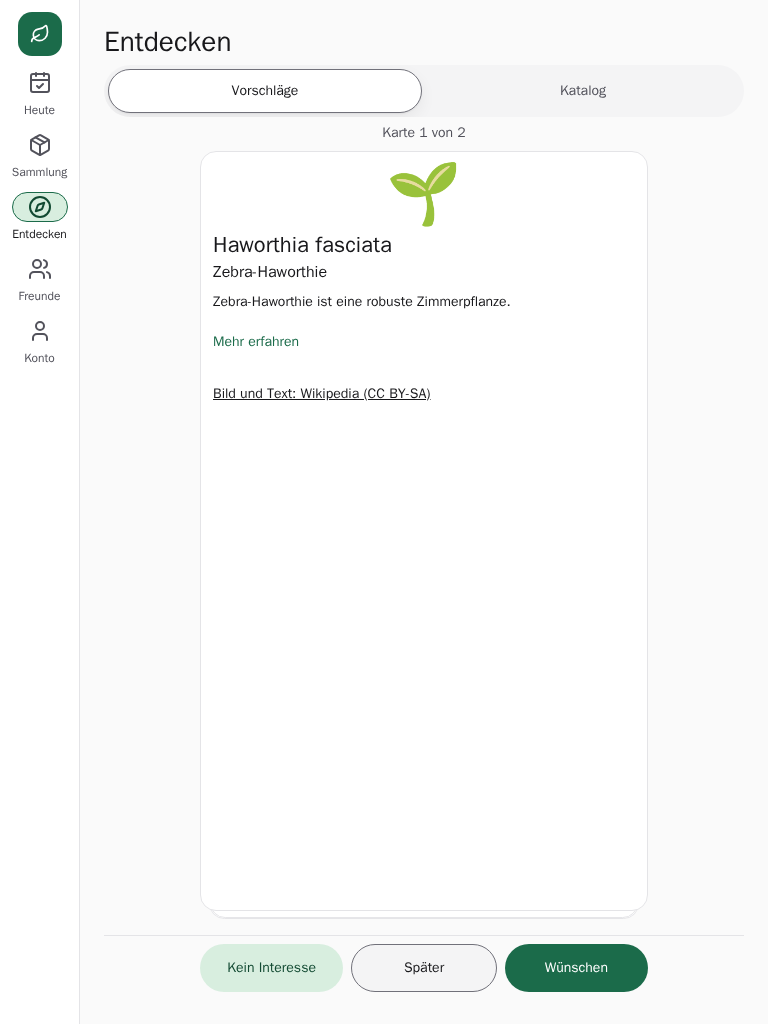 Entdecken
Heute
Sammlung
Entdecken
Freunde
Konto
Vorschläge
Katalog
Karte 1 von 2
Haworthia fasciata
Zebra-Haworthie
Zebra-Haworthie ist eine robuste Zimmerpflanze.
Mehr erfahren
Bild und Text: Wikipedia (CC BY-SA)
Kein Interesse
Später
Wünschen